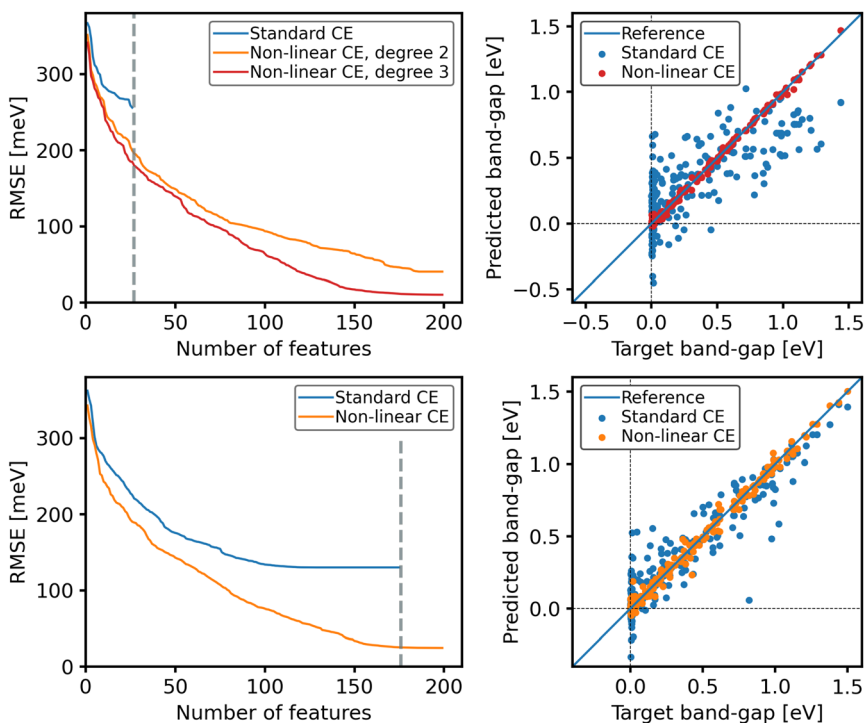 Standard CE
Non-linear CE, degree 2
Non-linear CE, degree 3
300
200
100
0
RMSE [meV]
0 50 100 150 200
Number of features
Reference
Standard CE
Non-linear CE
1.5
1.0
0.5
0.0
−0.5
Predicted band-gap [eV]
−0.5 0.0 0.5 1.0 1.5
Target band-gap [eV]
Standard CE
Non-linear CE
300
200
100
0
RMSE [meV]
0 50 100 150 200
Number of features
Reference
Standard CE
Non-linear CE
1.5
1.0
0.5
0.0
Predicted band-gap [eV]
0.0 0.5 1.0 1.5
Target band-gap [eV]